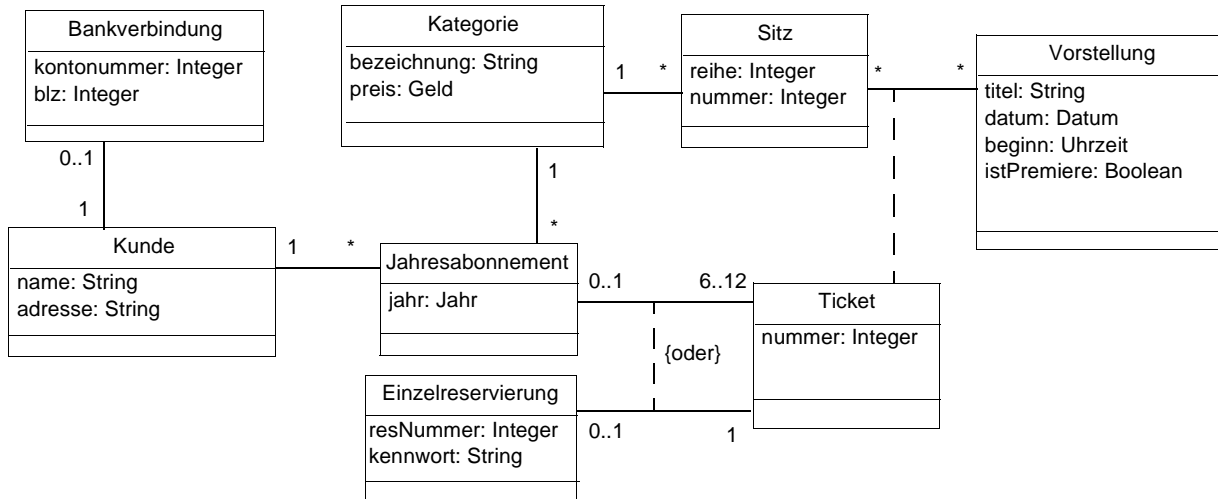 Bankverbindung
kontonummer: Integer
blz: Integer
0..1
1
Kategorie
bezeichnung: String
preis: Geld
1
*
1
*
Sitz
reihe: Integer
nummer: Integer
*
*
Vorstellung
titel: String
datum: Datum
beginn: Uhrzeit
istPremiere: Boolean
Kunde
name: String
adresse: String
1
*
Jahresabonnement
jahr: Jahr
0..1
6..12
{oder}
Ticket
nummer: Integer
Einzelreservierung
resNummer: Integer
kennwort: String
0..1
1